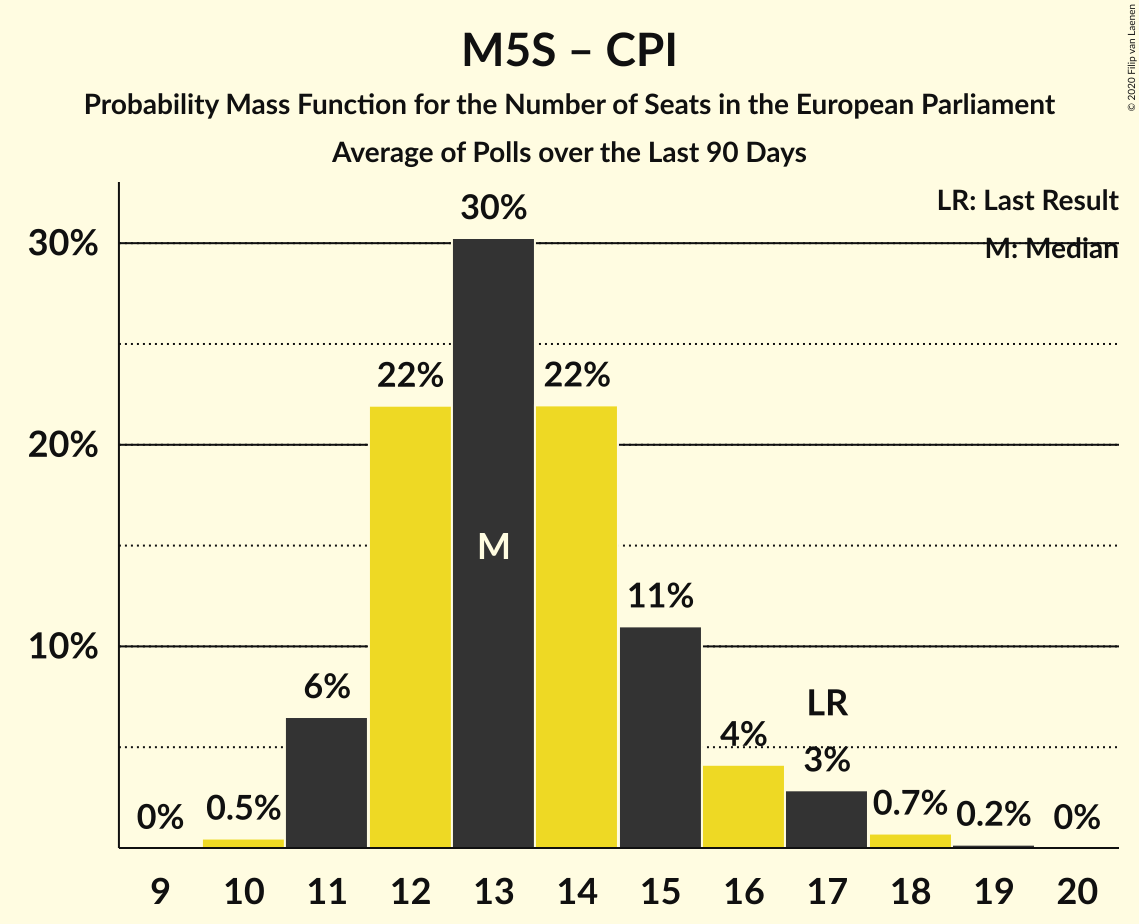 M5S – CPI
Probability Mass Function for the Number of Seats in the European Parliament
Average of Polls over the Last 90 Days
© 2020 Filip van Laenen
LR: Last Result
M: Median
30%
20%
10%
0%
0.5%
6%
22%
30%
M
22%
11%
4%
LR
3%
0.7%
0.2%
0%
9 10 11 12 13 14 15 16 17 18 19 20